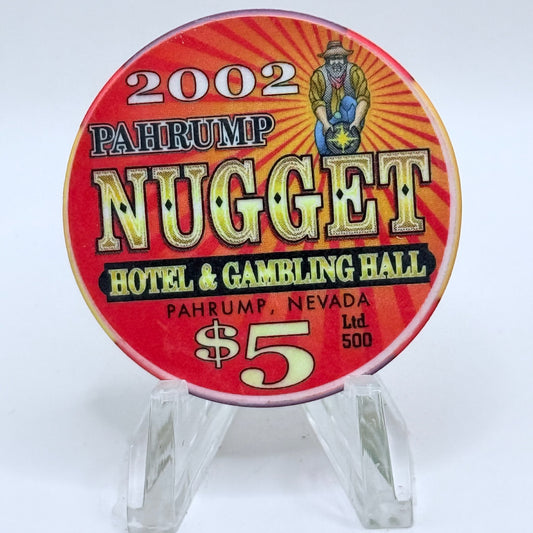 2002
PAHRUMP
NUGGET
HOTEL & GAMBLING HALL
PAHRUMP, NEVADA
$5
Ltd.
500